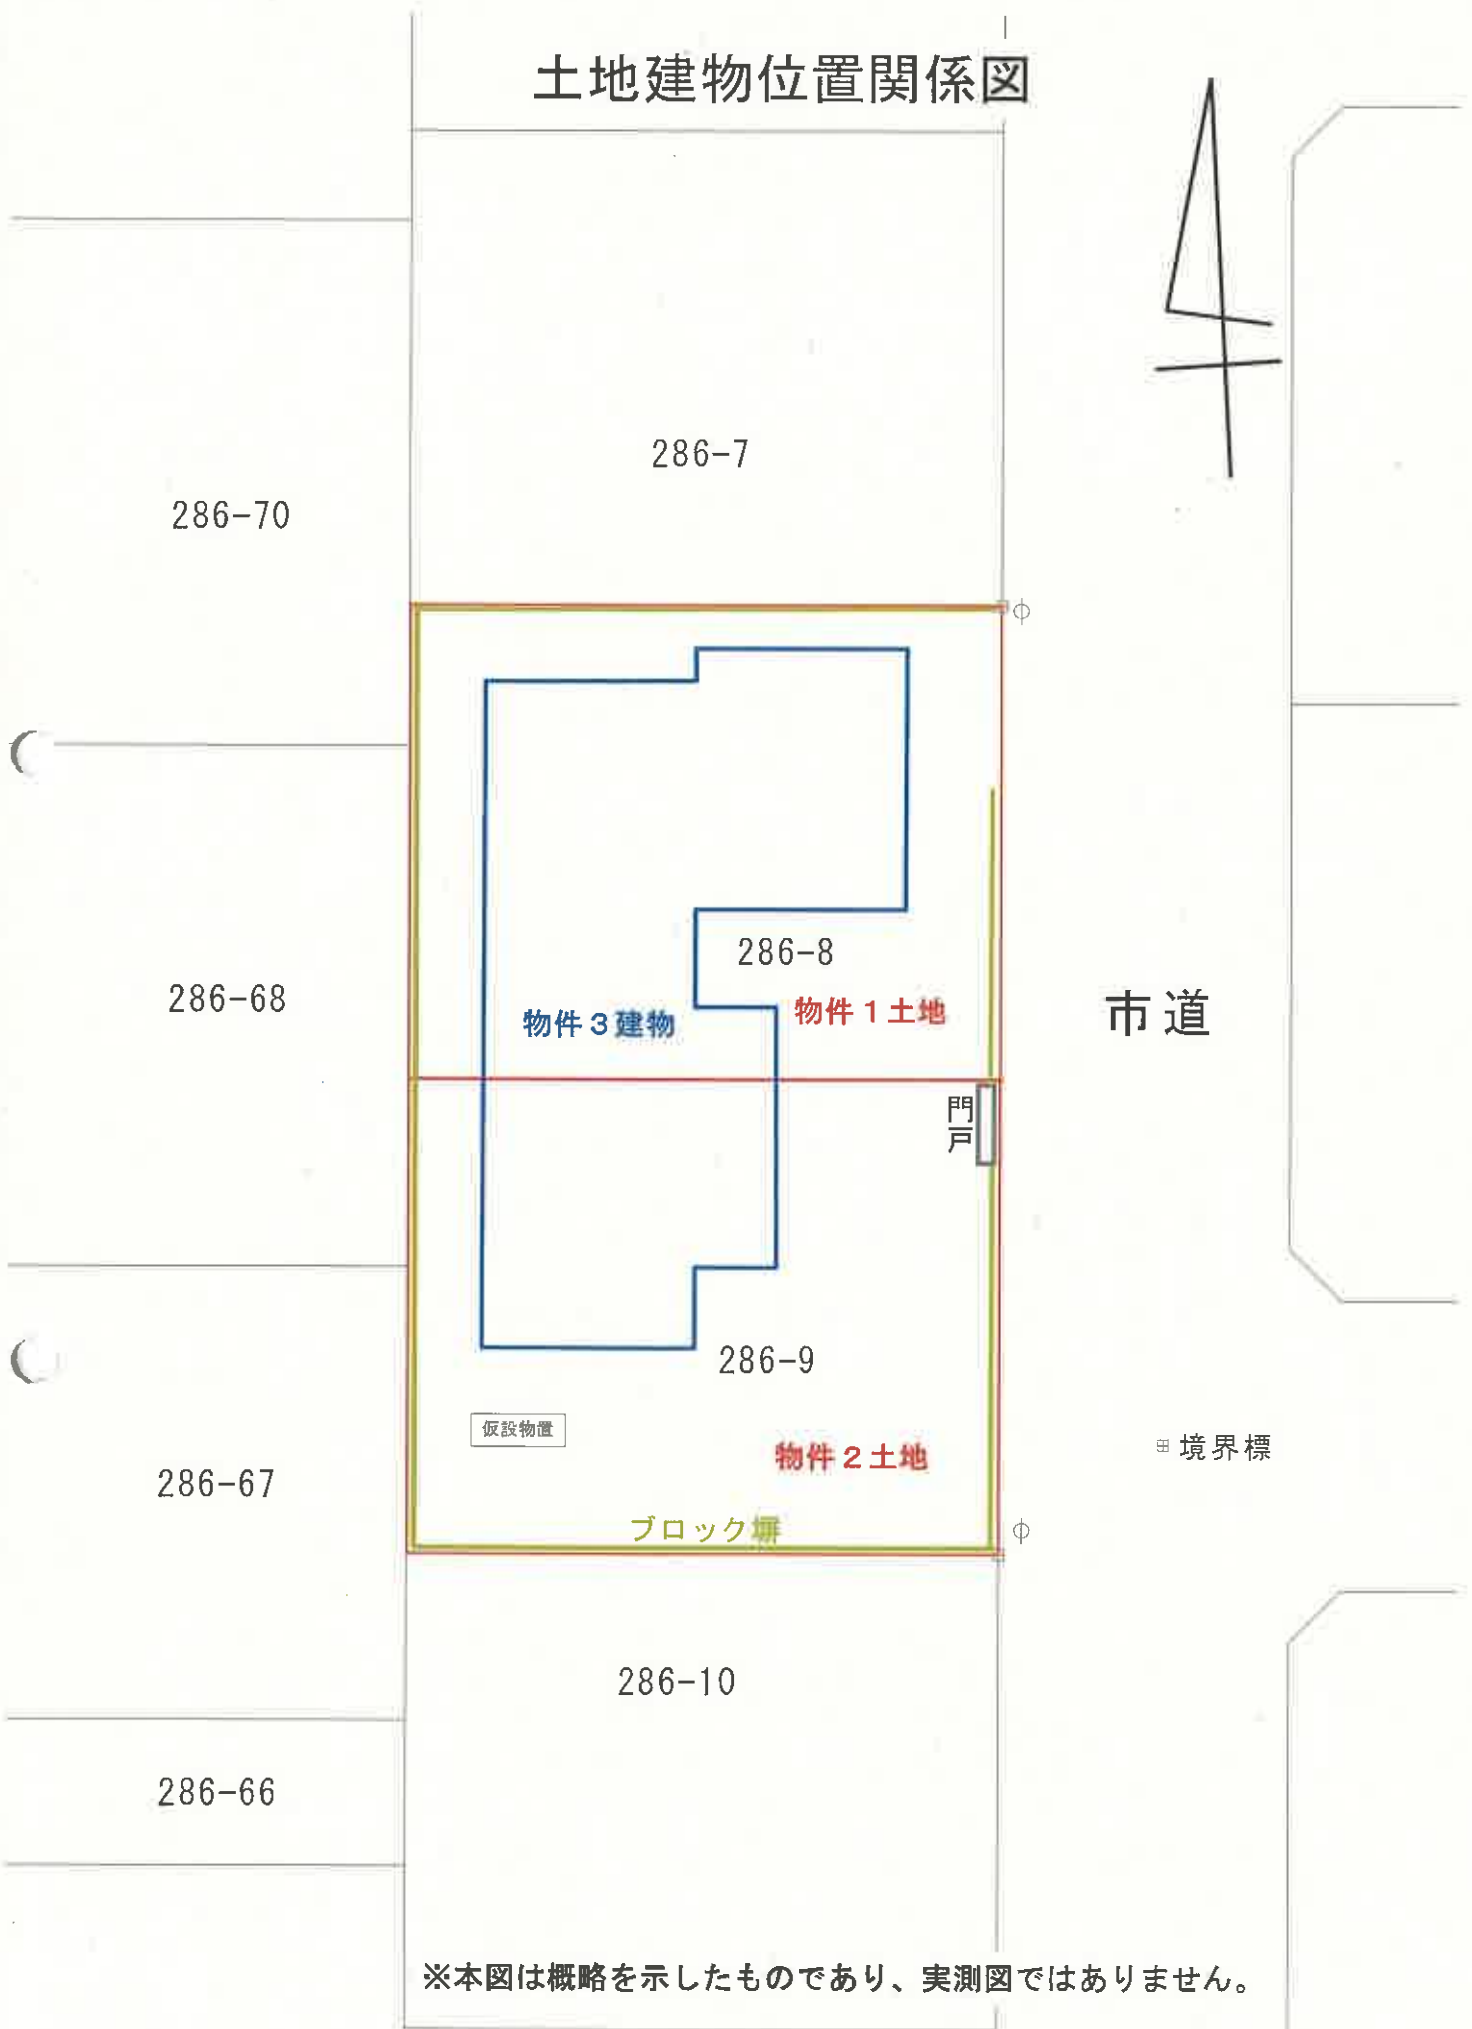 土地建物位置関係図
286-7
286-70
286-8
286-68
物件１土地
市道
物件３建物
門戸
286-9
仮設物置
物件２土地
境界標
286-67
ブロック塀
286-10
286-66
※本図は概略を示したものであり、実測図ではありません。